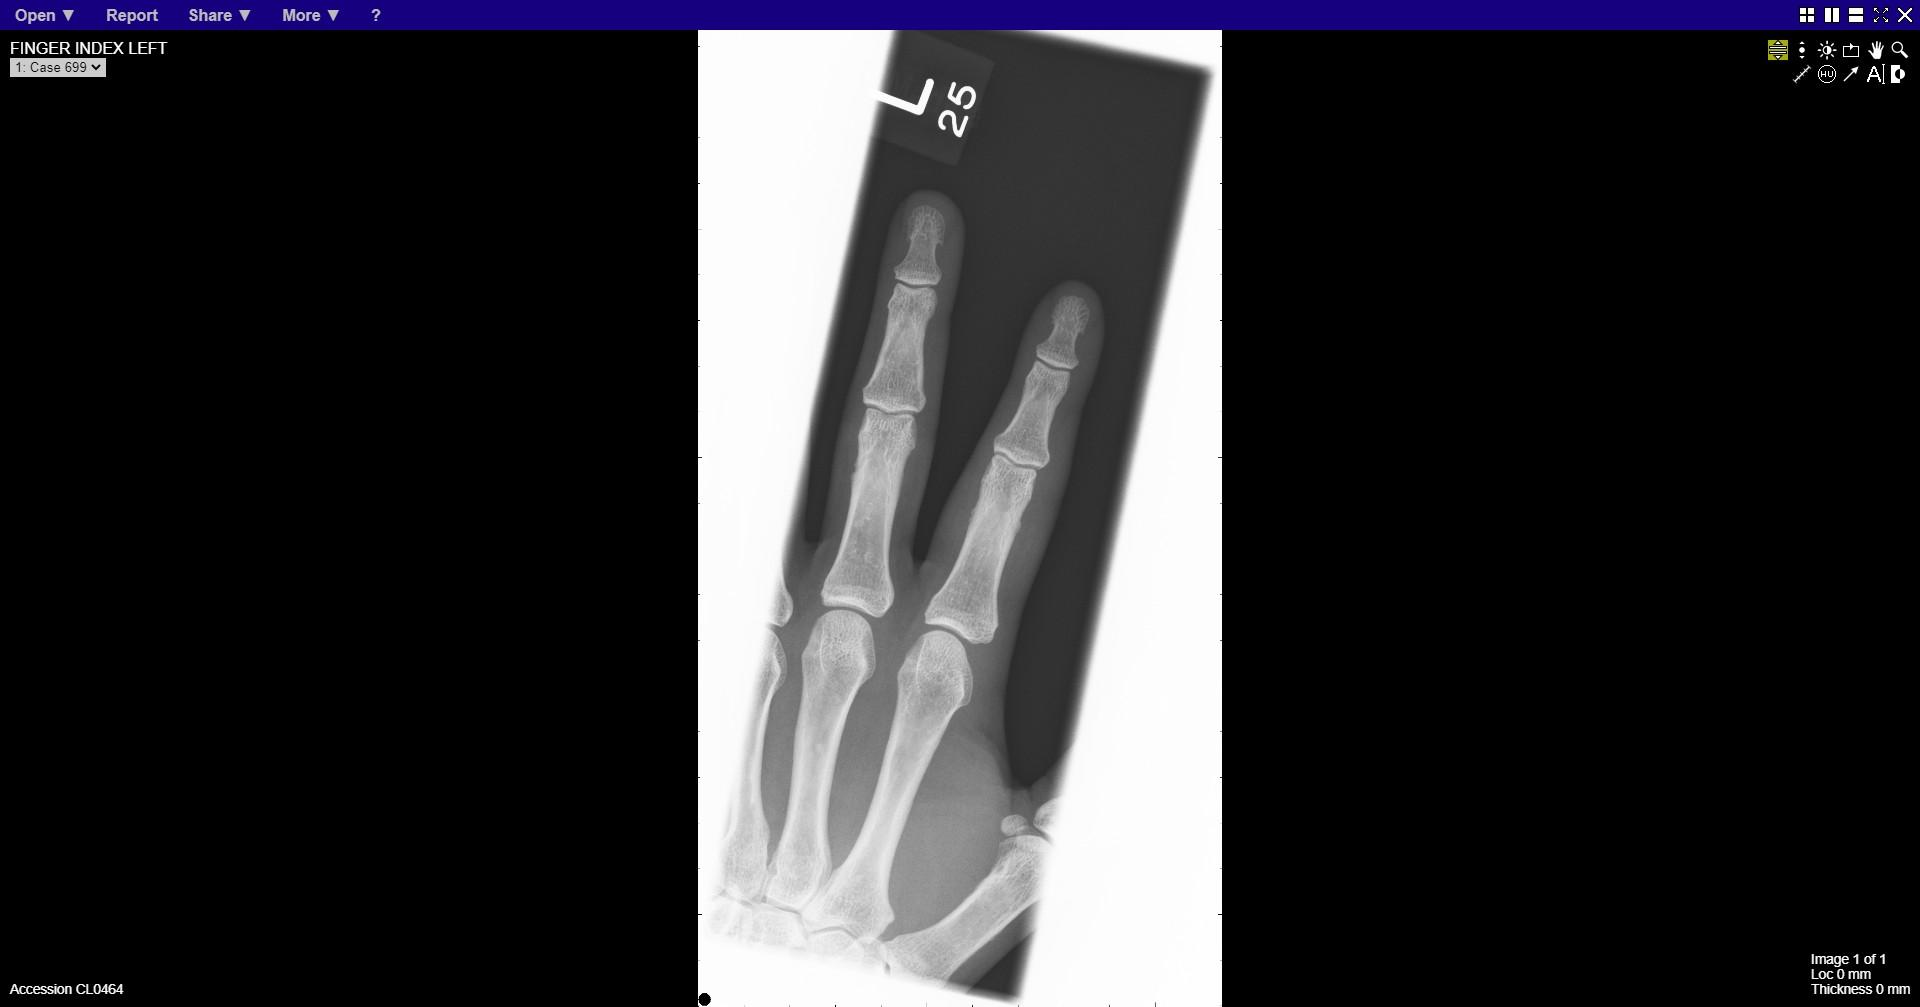 Open ▼ Report Share ▼ More ▼ ?
FINGER INDEX LEFT
1: Case 699
HU A
L
25
Image 1 of 1
Loc 0 mm
Thickness 0 mm
Accession CL0464